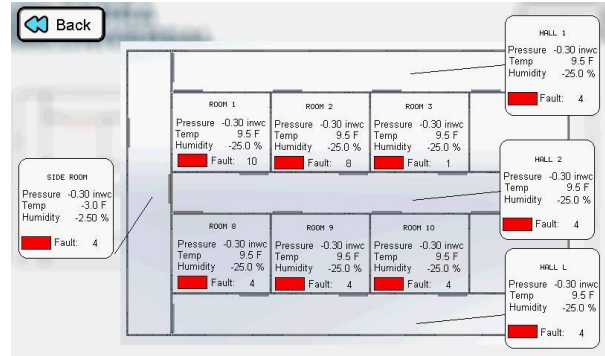 Back
HALL 1
Pressure -0.30 inwc
Temp 9.5 F
Humidity -25.0 %
Fault: 4
ROOM 1
Pressure -0.30 inwc
Temp 9.5 F
Humidity -25.0 %
Fault: 10
ROOM 2
Pressure -0.30 inwc
Temp 9.5 F
Humidity -25.0 %
Fault: 8
ROOM 3
Pressure -0.30 inwc
Temp 9.5 F
Humidity -25.0 %
Fault: 1
HALL 2
Pressure -0.30 inwc
Temp 9.5 F
Humidity -25.0 %
Fault: 4
SIDE ROOM
Pressure -0.30 inwc
Temp -3.0 F
Humidity -2.50 %
Fault: 4
ROOM 8
Pressure -0.30 inwc
Temp 9.5 F
Humidity -25.0 %
Fault: 4
ROOM 9
Pressure -0.30 inwc
Temp 9.5 F
Humidity -25.0 %
Fault: 4
ROOM 10
Pressure -0.30 inwc
Temp 9.5 F
Humidity -25.0 %
Fault: 4
HALL L
Pressure -0.30 inwc
Temp 9.5 F
Humidity -25.0 %
Fault: 4